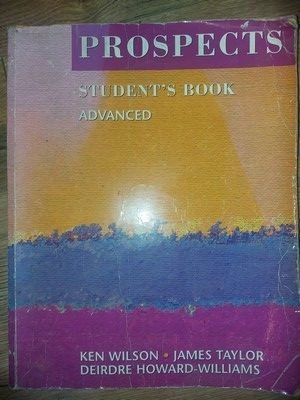 PROSPECTS
STUDENT'S BOOK
ADVANCED
KEN WILSON • JAMES TAYLOR
DEIRDRE HOWARD-WILLIAMS